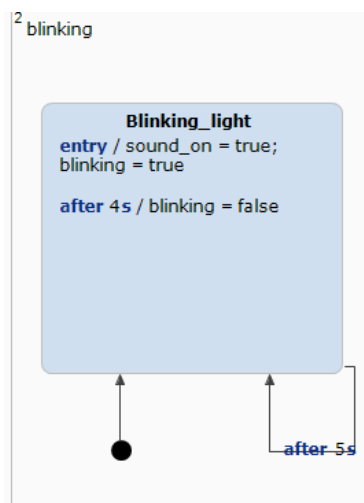 2
blinking
Blinking_light
entry / sound_on = true;
blinking = true
after 4s / blinking = false
after 5s